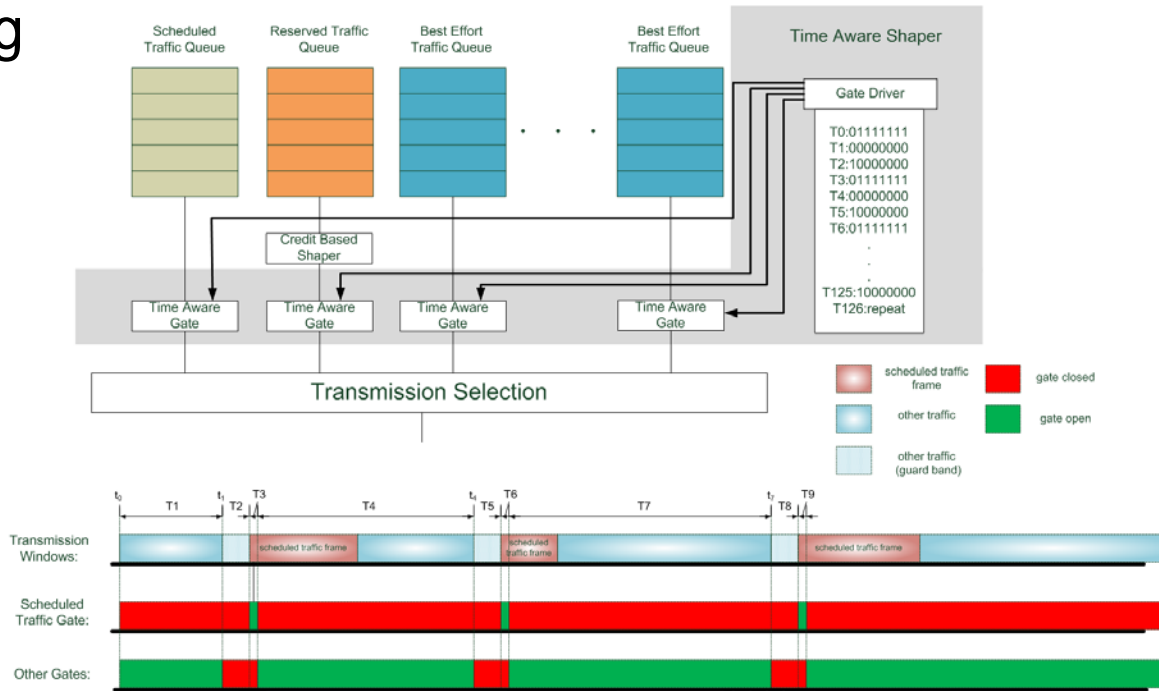 g
Scheduled
Traffic Queue
Reserved Traffic
Queue
Best Effort
Traffic Queue
Best Effort
Traffic Queue
Time Aware Shaper
Gate Driver
T0:01111111
T1:00000000
T2:10000000
T3:01111111
T4:00000000
T5:10000000
T6:01111111
.
.
.
T125:10000000
T126:repeat
. . .
Credit Based
Shaper
Time Aware
Gate
Time Aware
Gate
Time Aware
Gate
Time Aware
Gate
Transmission Selection
scheduled traffic
frame
gate closed
other traffic
gate open
other traffic
(guard band)
t0 T1 t1 T2 T3 T4 t4 T5 T6 T7 t7 T8 T9
Transmission
Windows:
scheduled traffic frame
scheduled
traffic frame
scheduled traffic frame
Scheduled
Traffic Gate:
Other Gates: